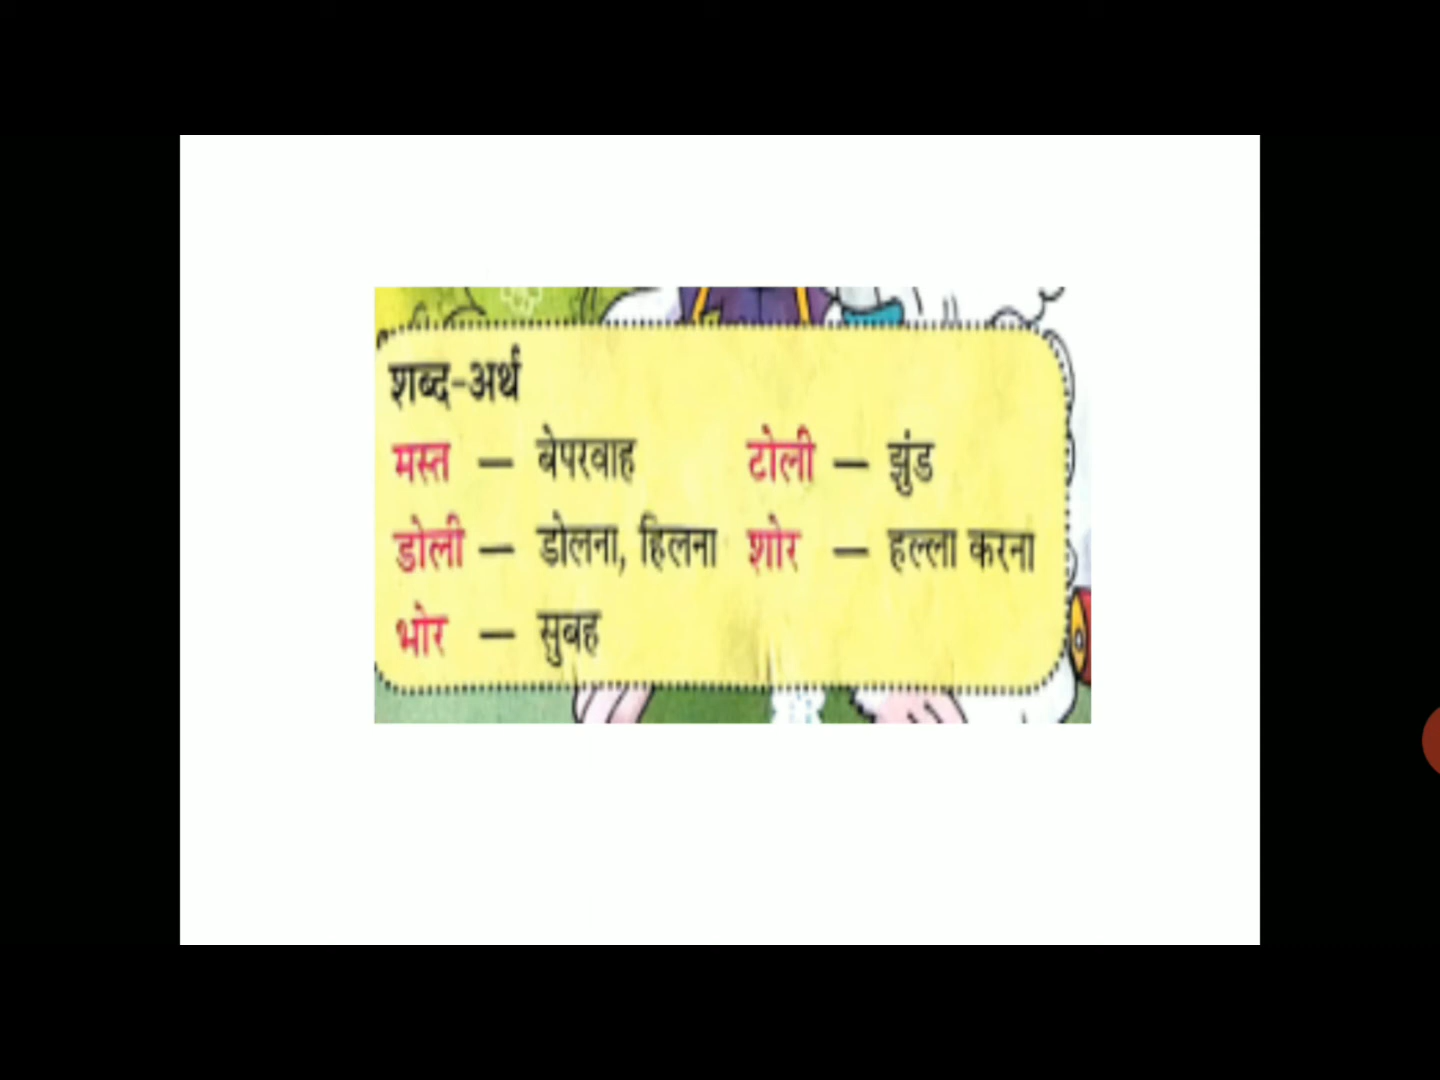 शब्द-अर्थ
मस्त — बेपरवाह टोली — झुंड
डोली — डोलना, हिलना शोर — हल्ला करना
भोर — सुबह